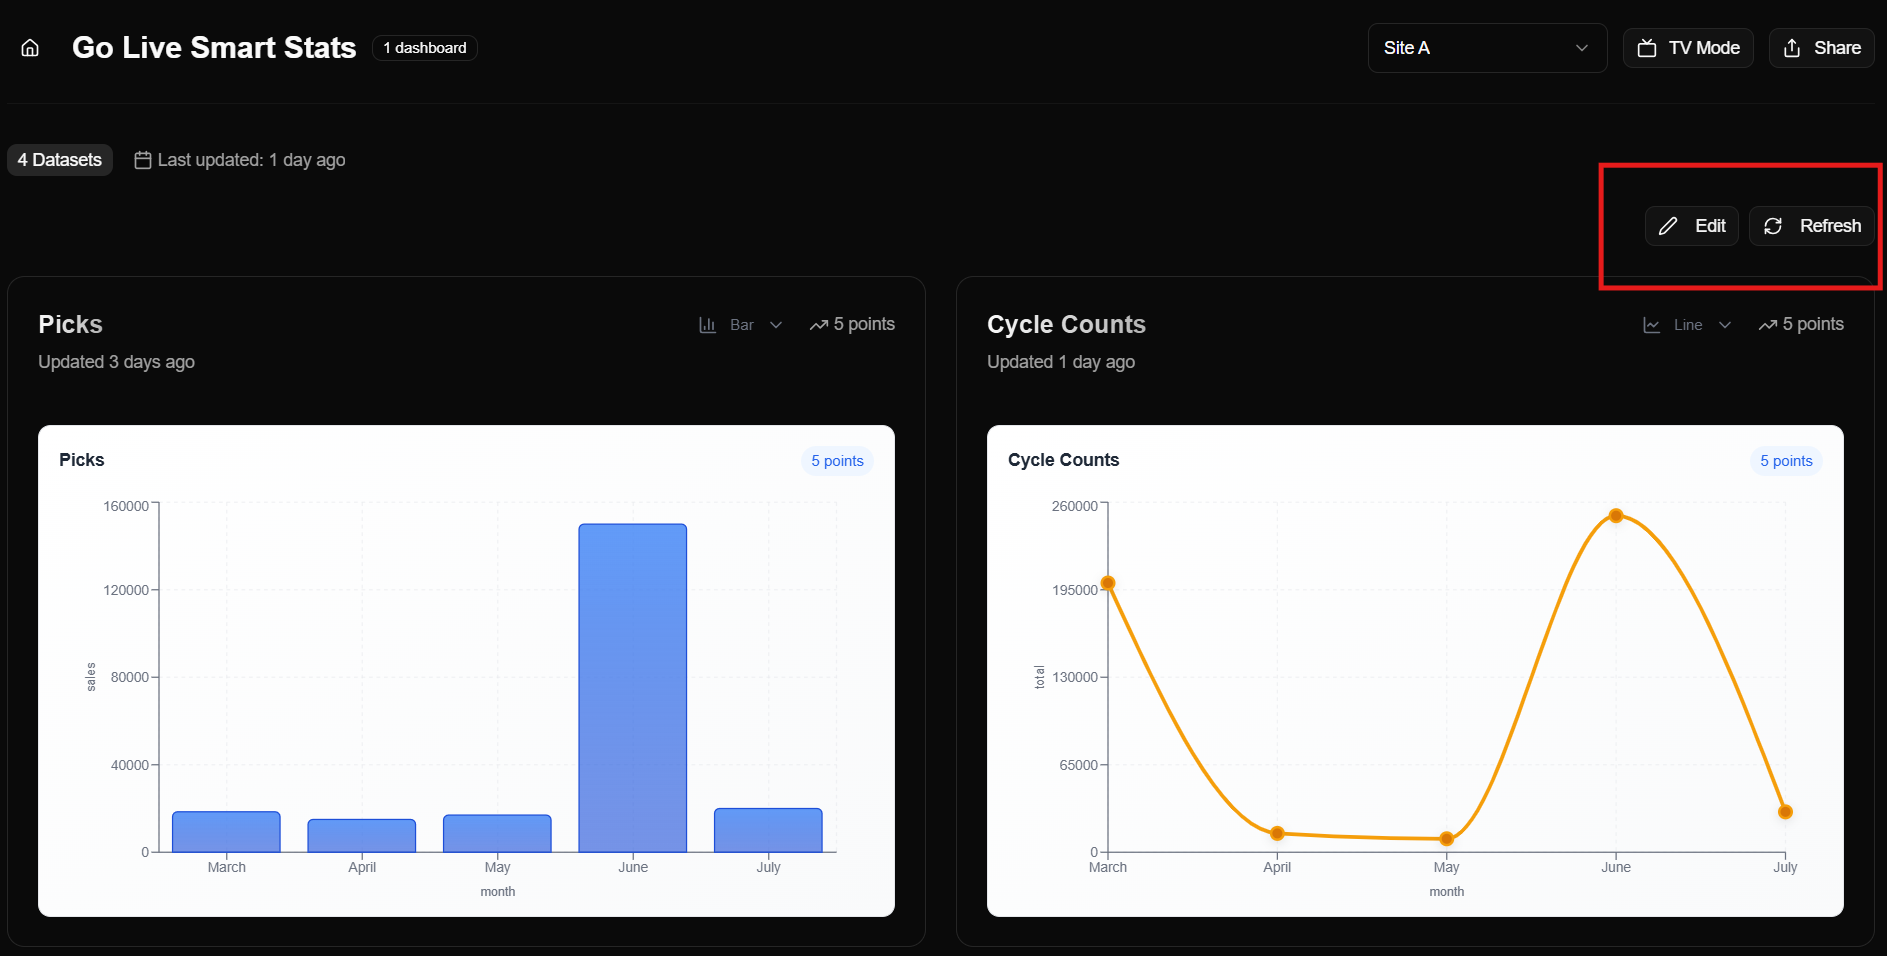 Go Live Smart Stats
1 dashboard
Site A
TV Mode
Share
4 Datasets
Last updated: 1 day ago
Edit
Refresh
Picks
Bar
5 points
Updated 3 days ago
Picks
5 points
160000
120000
80000
40000
0
sales
March
April
May
June
July
month
Cycle Counts
Line
5 points
Updated 1 day ago
Cycle Counts
5 points
260000
195000
130000
65000
0
total
March
April
May
June
July
month